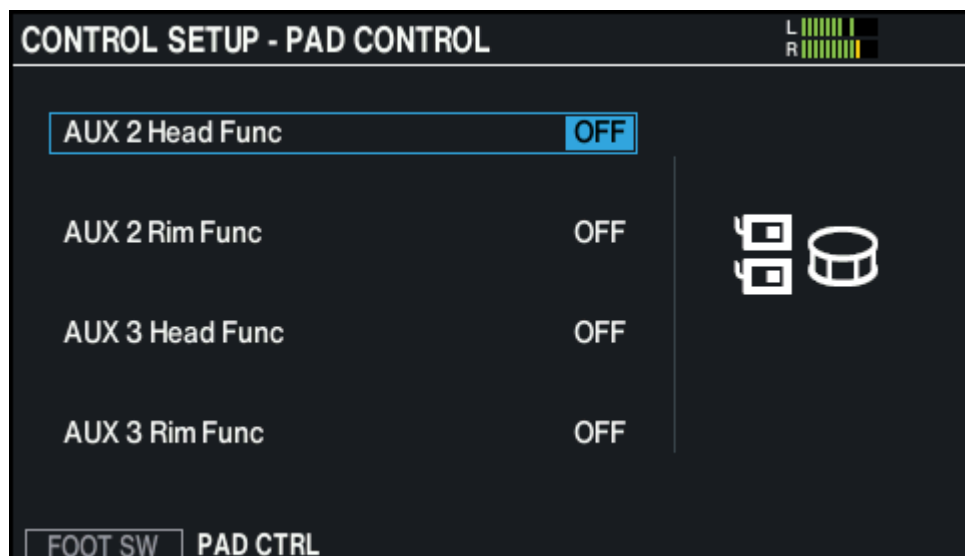 CONTROL SETUP - PAD CONTROL
L
R
AUX 2 Head Func OFF
AUX 2 Rim Func OFF
AUX 3 Head Func OFF
AUX 3 Rim Func OFF
FOOT SW PAD CTRL